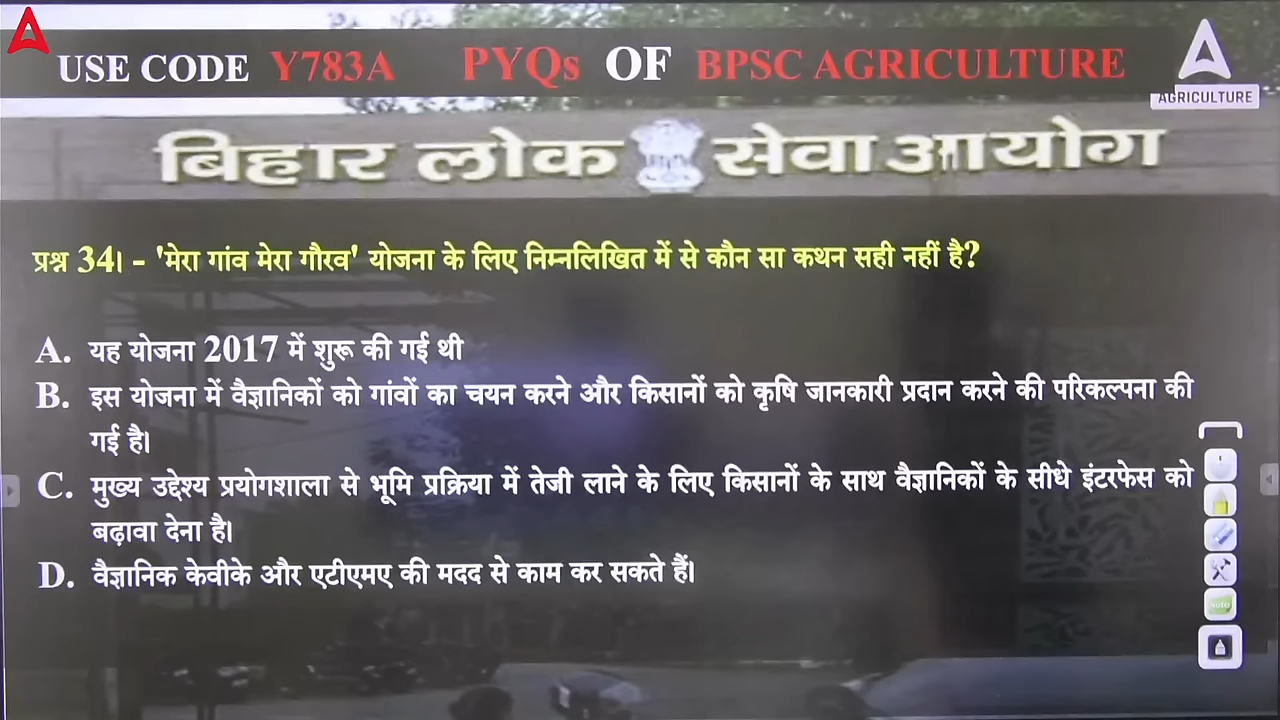 USE CODE Y783A PYQs OF BPSC AGRICULTURE
AGRICULTURE
बिहार लोक सेवा आयोग
प्रश्न 34। - 'मेरा गांव मेरा गौरव' योजना के लिए निम्नलिखित में से कौन सा कथन सही नहीं है?
A. यह योजना 2017 में शुरू की गई थी
B. इस योजना में वैज्ञानिकों को गांवों का चयन करने और किसानों को कृषि जानकारी प्रदान करने की परिकल्पना की
गई है।
C. मुख्य उद्देश्य प्रयोगशाला से भूमि प्रक्रिया में तेजी लाने के लिए किसानों के साथ वैज्ञानिकों के सीधे इंटरफेस को
बढ़ावा देना है।
D. वैज्ञानिक केवीके और एटीएमए की मदद से काम कर सकते हैं।